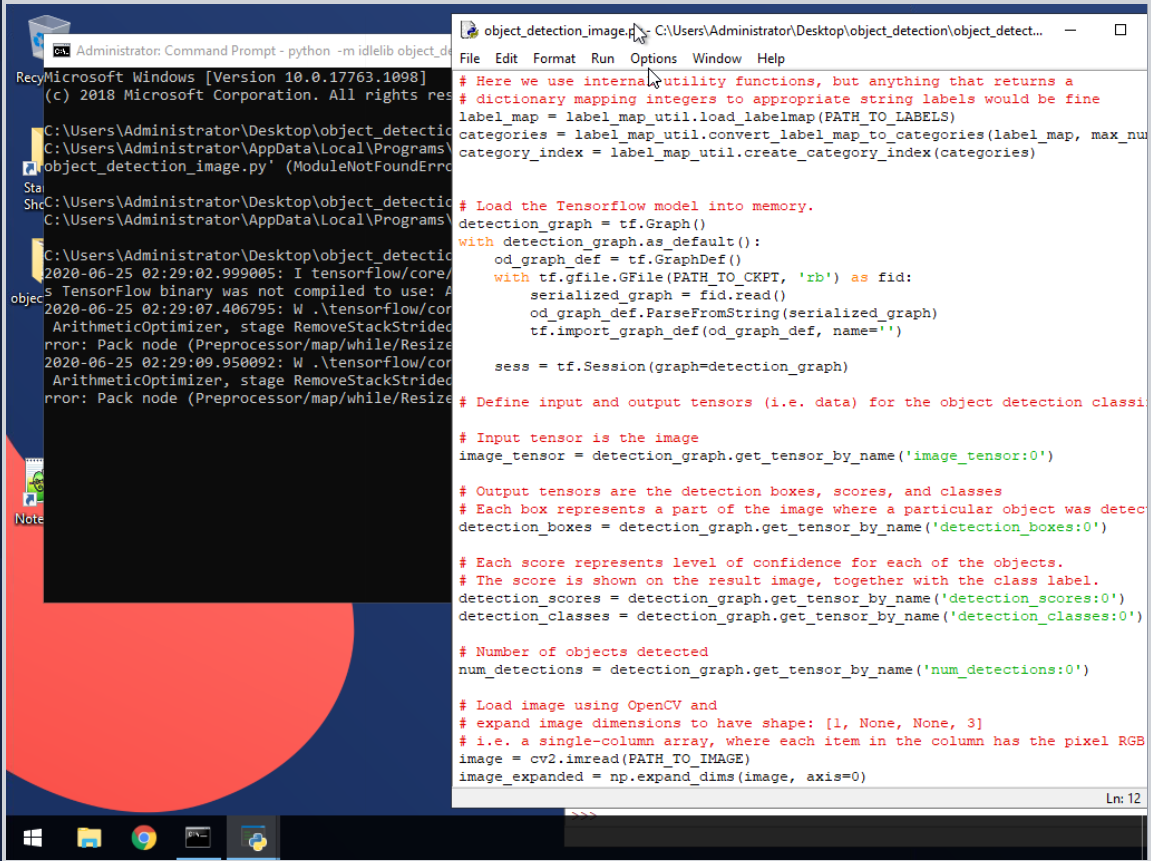 Recy
Sta
Sho
objec
Note
Administrator: Command Prompt - python -m idlelib object_de
Microsoft Windows [Version 10.0.17763.1098]
(c) 2018 Microsoft Corporation. All rights res
C:\Users\Administrator\Desktop\object_detectio
C:\Users\Administrator\AppData\Local\Programs\
object_detection_image.py' (ModuleNotFoundErro
C:\Users\Administrator\Desktop\object_detectio
C:\Users\Administrator\AppData\Local\Programs\
C:\Users\Administrator\Desktop\object_detectio
2020-06-25 02:29:02.999005: I tensorflow/core/
s TensorFlow binary was not compiled to use: A
2020-06-25 02:29:07.406795: W .\tensorflow/cor
 ArithmeticOptimizer, stage RemoveStackStrided
rror: Pack node (Preprocessor/map/while/Resize
2020-06-25 02:29:09.950092: W .\tensorflow/cor
 ArithmeticOptimizer, stage RemoveStackStrided
rror: Pack node (Preprocessor/map/while/Resize
object_detection_image.p - C:\Users\Administrator\Desktop\object_detection\object_detect...
File Edit Format Run Options Window Help
# Here we use internal utility functions, but anything that returns a
# dictionary mapping integers to appropriate string labels would be fine
label_map = label_map_util.load_labelmap(PATH_TO_LABELS)
categories = label_map_util.convert_label_map_to_categories(label_map, max_nu
category_index = label_map_util.create_category_index(categories)
# Load the Tensorflow model into memory.
detection_graph = tf.Graph()
with detection_graph.as_default():
    od_graph_def = tf.GraphDef()
    with tf.gfile.GFile(PATH_TO_CKPT, 'rb') as fid:
        serialized_graph = fid.read()
        od_graph_def.ParseFromString(serialized_graph)
        tf.import_graph_def(od_graph_def, name='')
    sess = tf.Session(graph=detection_graph)
# Define input and output tensors (i.e. data) for the object detection classi
# Input tensor is the image
image_tensor = detection_graph.get_tensor_by_name('image_tensor:0')
# Output tensors are the detection boxes, scores, and classes
# Each box represents a part of the image where a particular object was detec
detection_boxes = detection_graph.get_tensor_by_name('detection_boxes:0')
# Each score represents level of confidence for each of the objects.
# The score is shown on the result image, together with the class label.
detection_scores = detection_graph.get_tensor_by_name('detection_scores:0')
detection_classes = detection_graph.get_tensor_by_name('detection_classes:0')
# Number of objects detected
num_detections = detection_graph.get_tensor_by_name('num_detections:0')
# Load image using OpenCV and
# expand image dimensions to have shape: [1, None, None, 3]
# i.e. a single-column array, where each item in the column has the pixel RGB
image = cv2.imread(PATH_TO_IMAGE)
image_expanded = np.expand_dims(image, axis=0)
Ln: 12
>>>